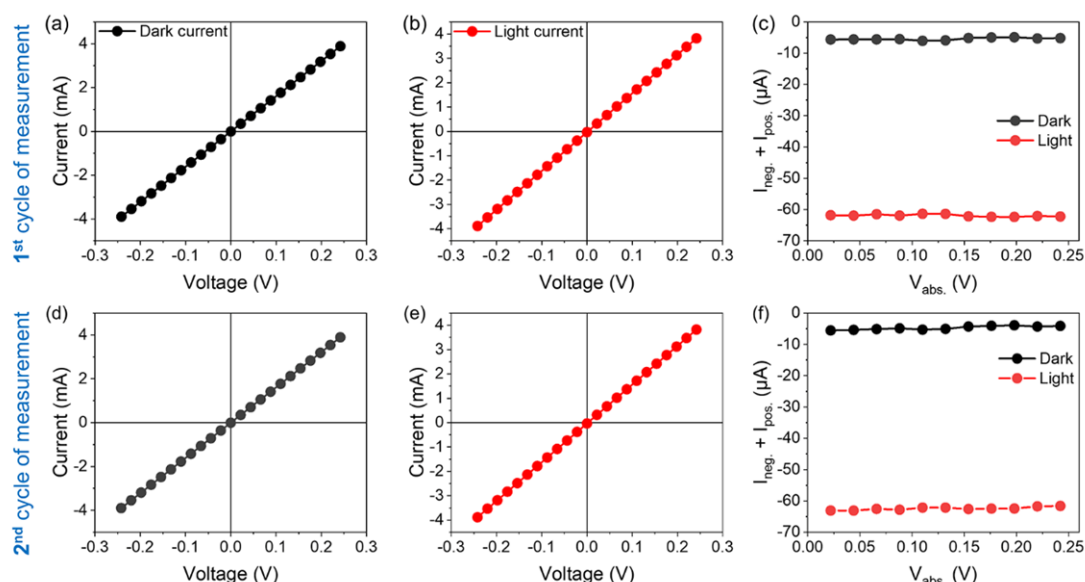 1st cycle of measurement
(a)
Dark current
4
2
0
-2
-4
Current (mA)
-0.3 -0.2 -0.1 0.0 0.1 0.2 0.3
Voltage (V)
(b)
Light current
4
3
2
1
0
-1
-2
-3
-4
Current (mA)
-0.3 -0.2 -0.1 0.0 0.1 0.2 0.3
Voltage (V)
(c)
0
-10
-20
-30
-40
-50
-60
-70
Ineg. + Ipos. (µA)
Dark
Light
0.00 0.05 0.10 0.15 0.20 0.25
Vabs. (V)
2nd cycle of measurement
(d)
4
2
0
-2
-4
Current (mA)
-0.3 -0.2 -0.1 0.0 0.1 0.2 0.3
Voltage (V)
(e)
4
3
2
1
0
-1
-2
-3
-4
Current (mA)
-0.3 -0.2 -0.1 0.0 0.1 0.2 0.3
Voltage (V)
(f)
0
-10
-20
-30
-40
-50
-60
-70
Ineg. + Ipos. (µA)
Dark
Light
0.00 0.05 0.10 0.15 0.20 0.25
Vabs. (V)